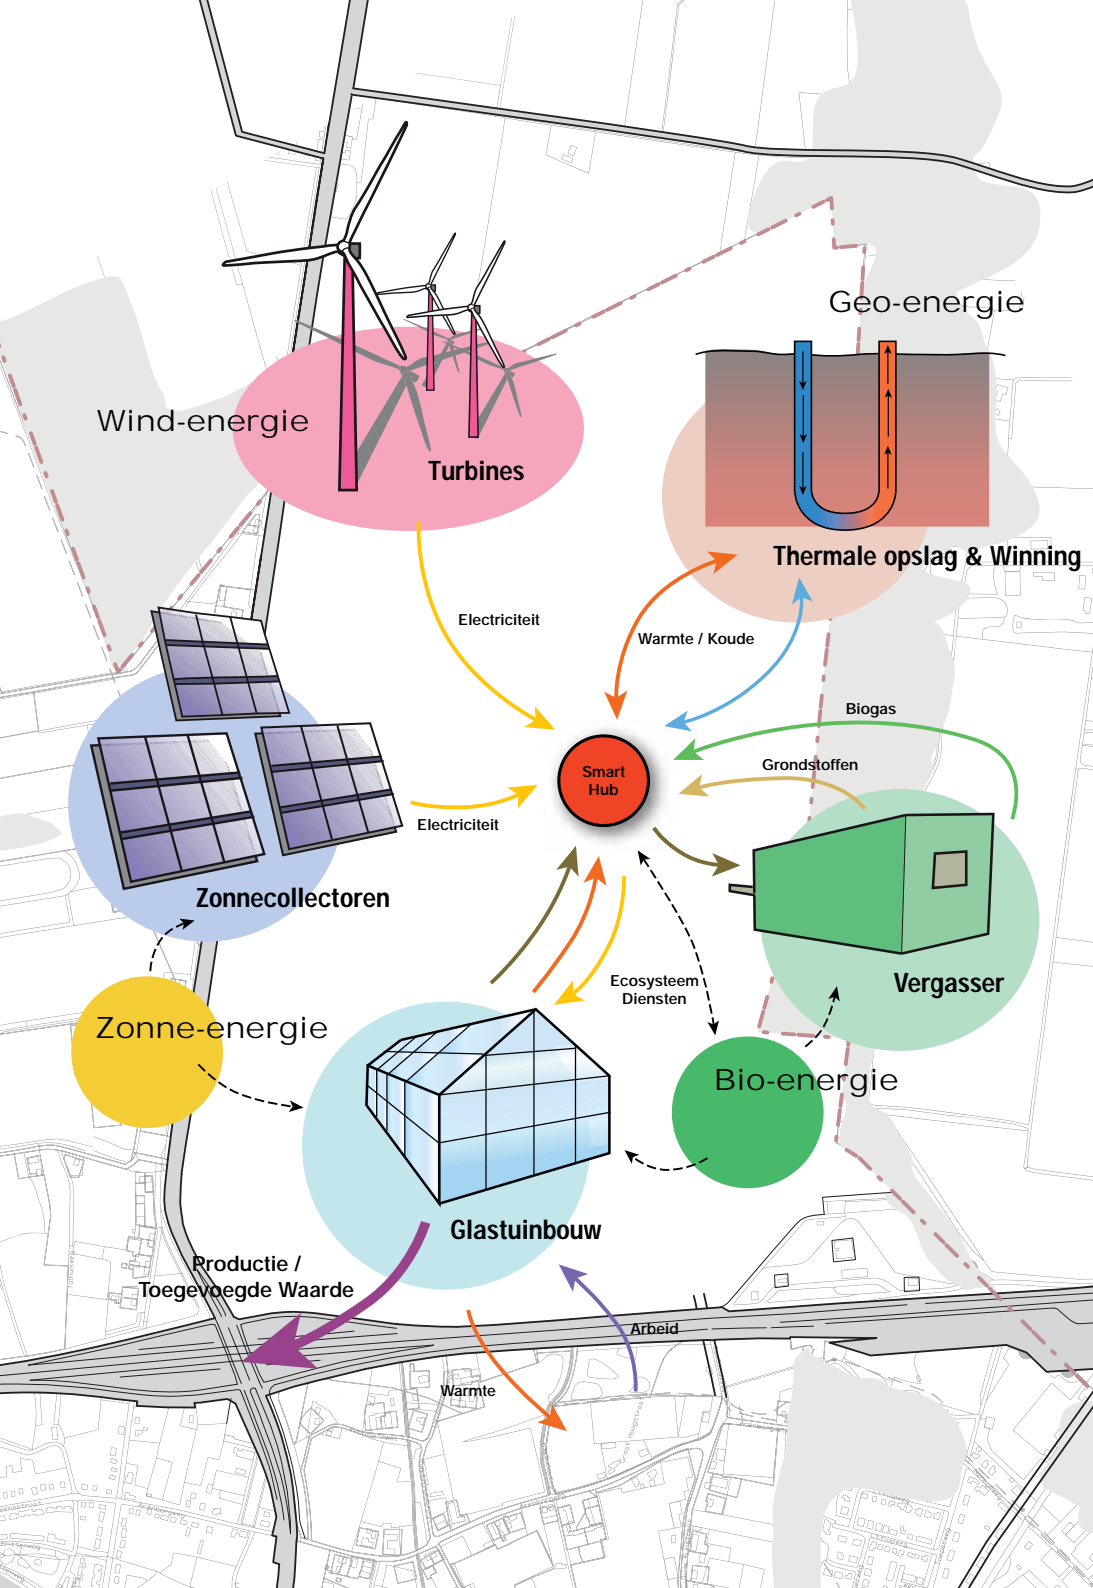 Geo-energie
Wind-energie
Turbines
Thermale opslag & Winning
Electriciteit
Warmte / Koude
Biogas
Grondstoffen
Smart
Hub
Electriciteit
Zonnecollectoren
Ecosysteem
Diensten
Vergasser
Zonne-energie
Bio-energie
Glastuinbouw
Productie /
Toegevoegde Waarde
Arbeid
Warmte